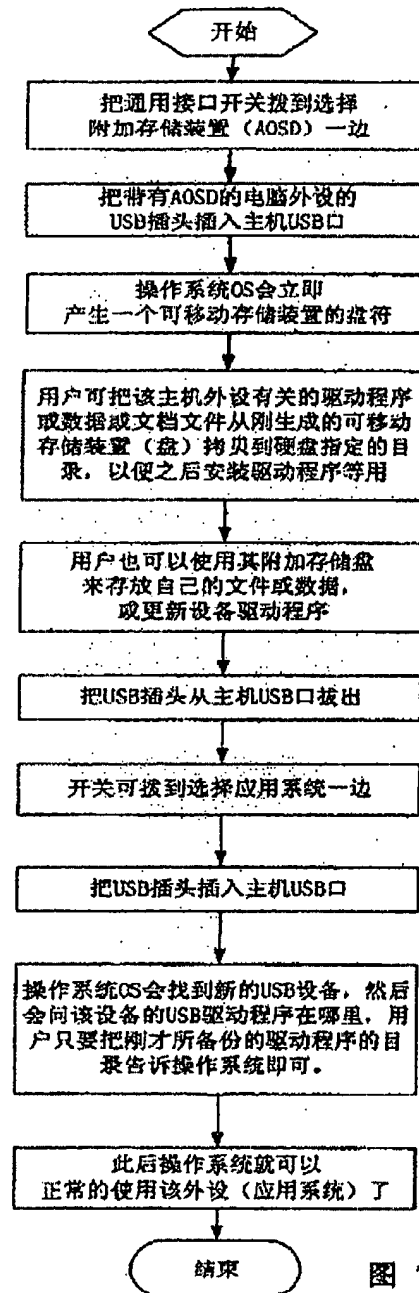 开始
把通用接口开关拨到选择
附加存储装置（AOSD）一边
把带有AOSD的电脑外设的
USB插头插入主机USB口
操作系统OS会立即
产生一个可移动存储装置的盘符
用户可把该主机外设有关的驱动程序
或数据或文档文件从刚生成的可移动
存储装置（盘）拷贝到硬盘指定的目
录，以便之后安装驱动程序等用
用户也可以使用其附加存储盘
来存放自己的文件或数据，
或更新设备驱动程序
把USB插头从主机USB口拔出
开关可拨到选择应用系统一边
把USB插头插入主机USB口
操作系统OS会找到新的USB设备，然后
会问该设备的USB驱动程序在哪里，用
户只要把刚才所备份的驱动程序的目
录告诉操作系统即可。
此后操作系统就可以
正常的使用该外设（应用系统）了
结束
图